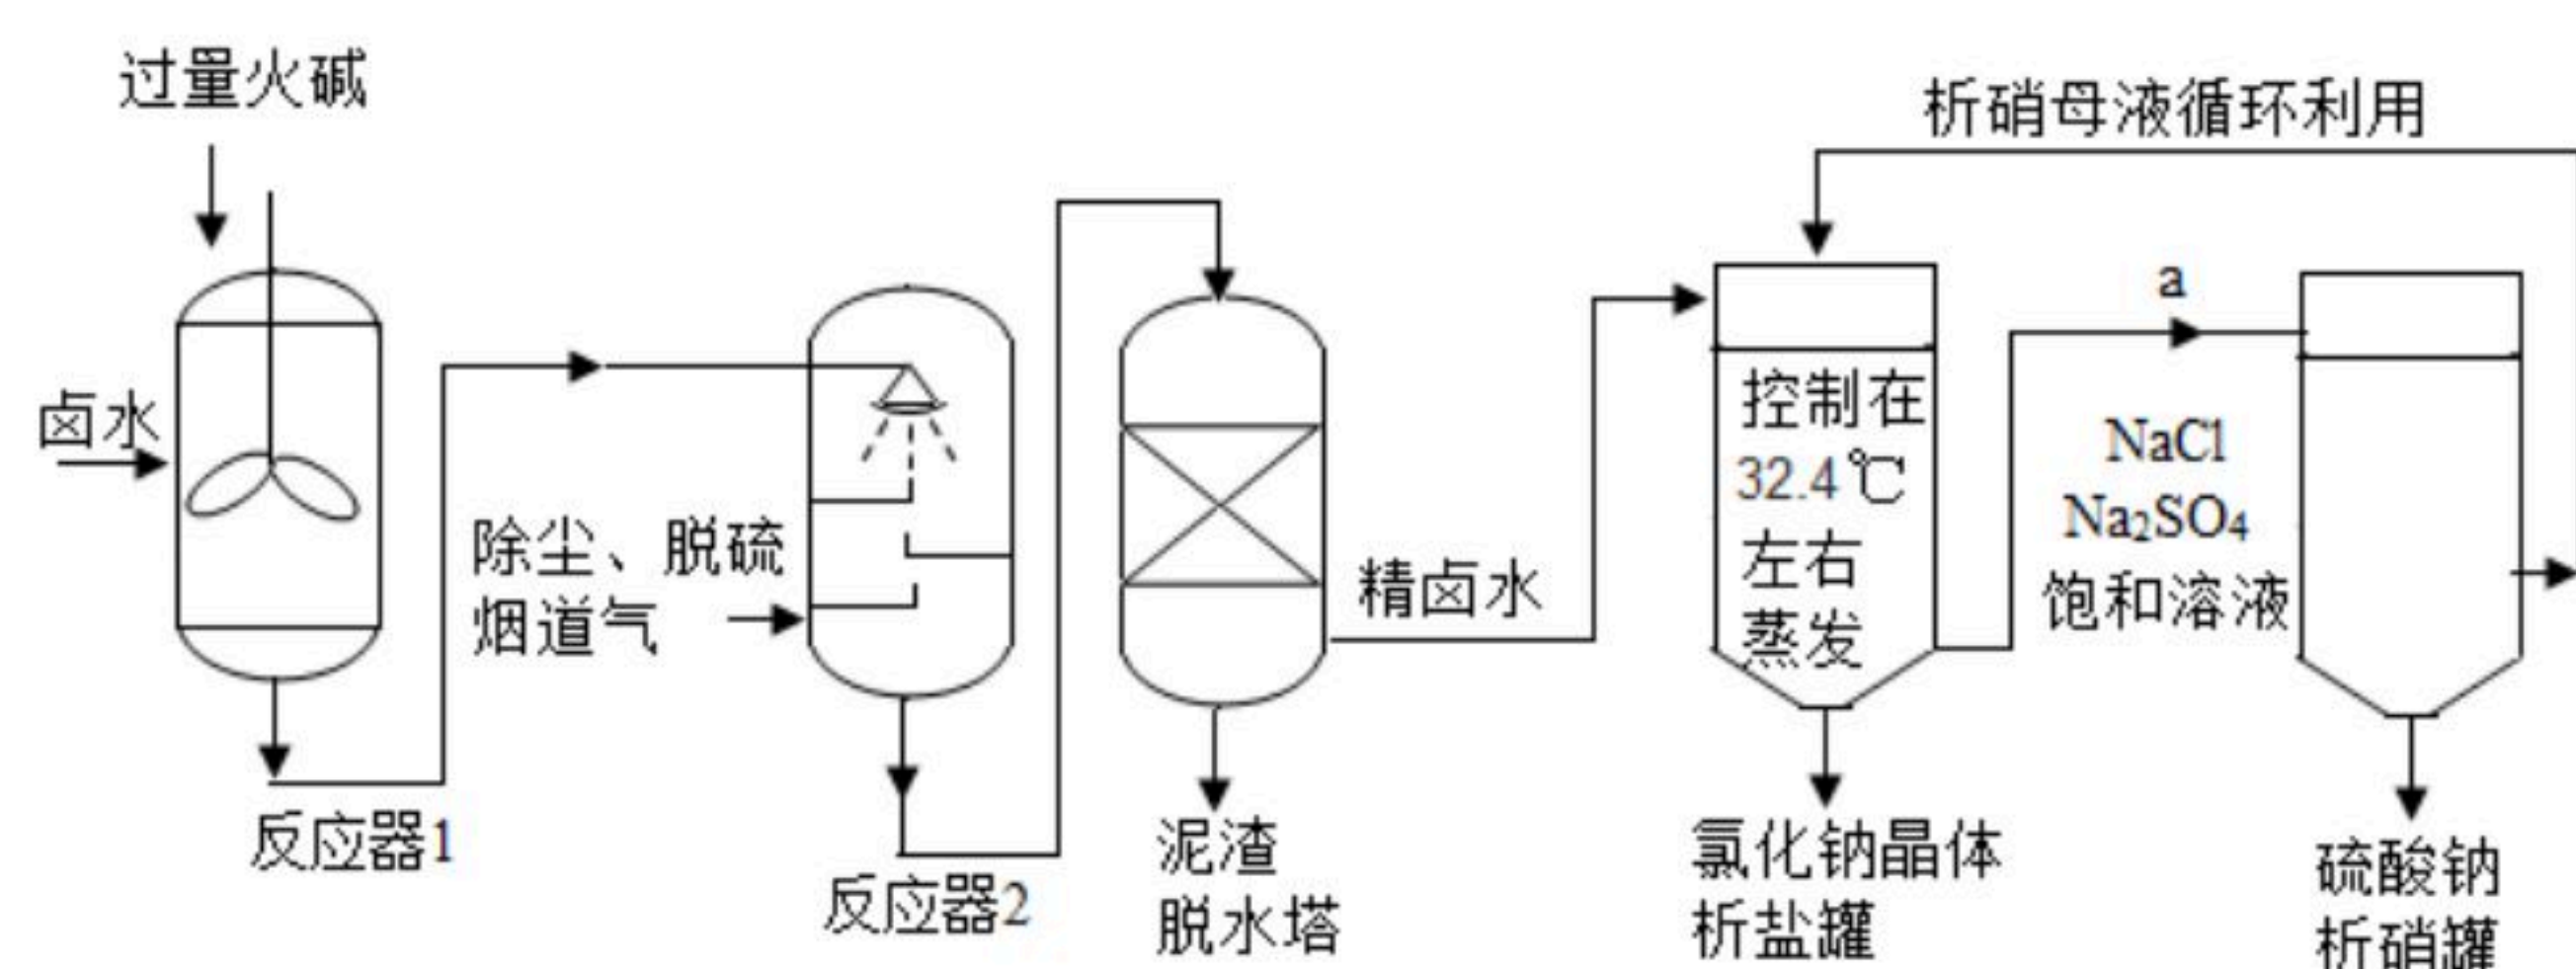 过量火碱
卤水
反应器1
除尘、脱硫
烟道气
反应器2
泥渣
脱水塔
精卤水
析硝母液循环利用
控制在
32.4℃
左右
蒸发
氯化钠晶体
析盐罐
a
NaCl
Na₂SO₄
饱和溶液
硫酸钠
析硝罐